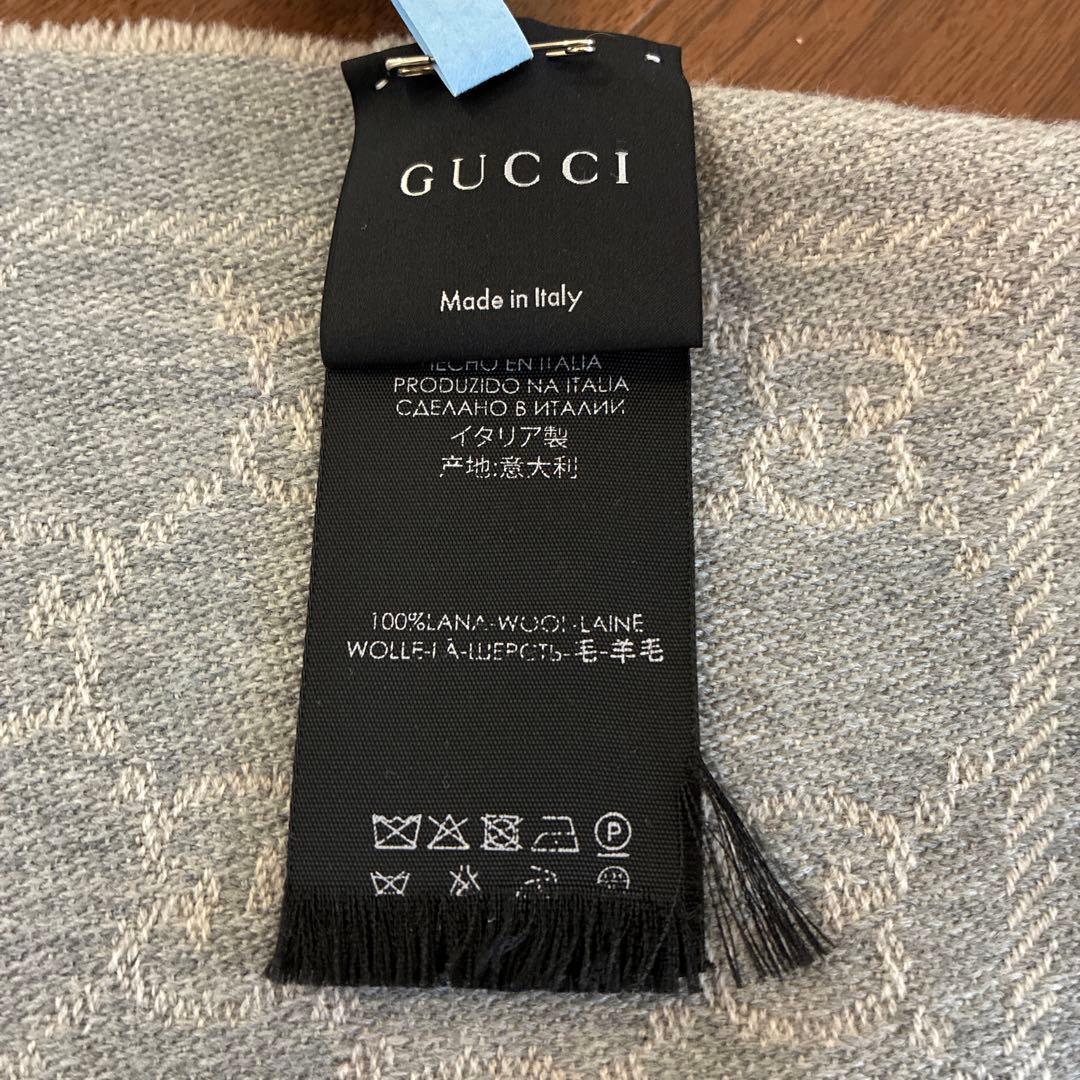 GUCCI
Made in Italy
HECHO EN ITALIA
PRODUZIDO NA ITALIA
СДЕЛАНО В ИТАЛИИ
イタリア製
产地:意大利
100%LANA-WOOL-LAINE
WOLLE-LÀ-ШЕРСТЬ-毛-羊毛
P